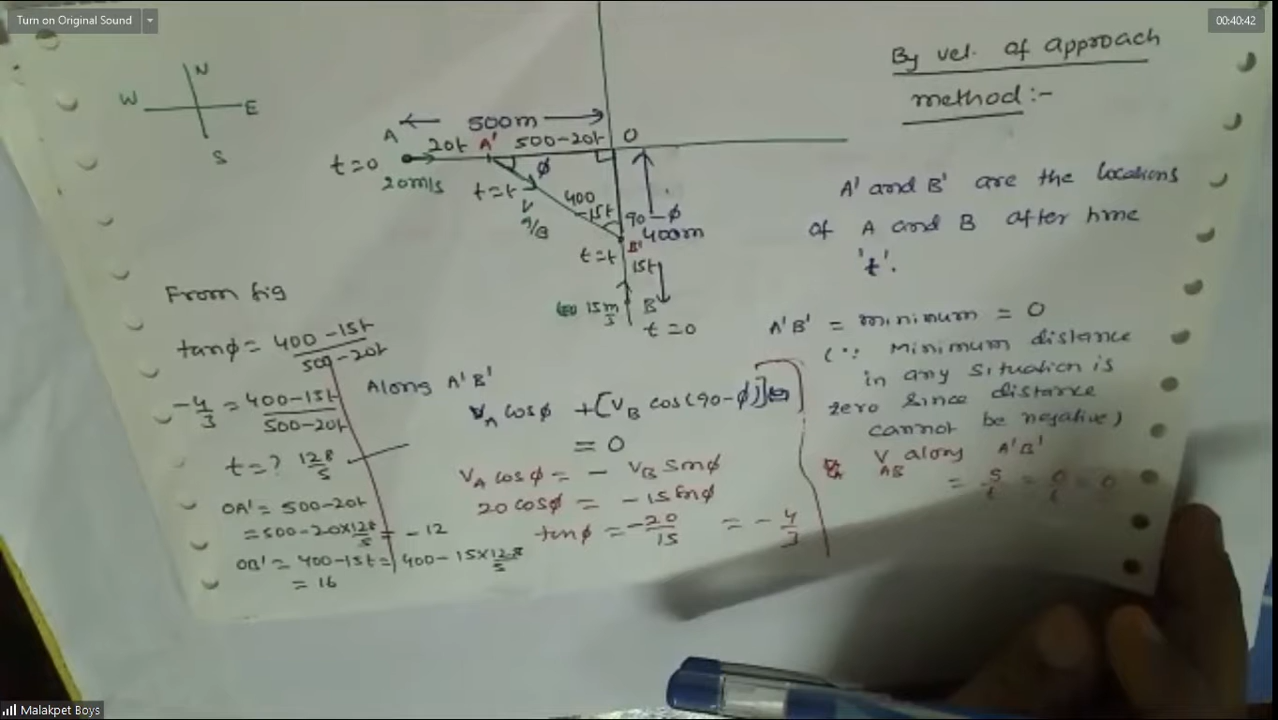 Turn on Original Sound
00:40:42
By vel. of approach
method :-
N
W
E
S
500m
A
20t A' 500-20t O
t=0
20m/s
ϕ
t=t
V
A/B
400
-15t
90-ϕ
400m
t=t B'
15t
15 m/s B
t=0
A' and B' are the locations
of A and B after time
't'.
From fig
tanϕ = 400-15t / 500-20t
-4/3 = 400-15t / 500-20t
t=? 128/5
OA' = 500-20t
= 500-20×128/5 = -12
OB' = 400-15t = 400-15×128/5
= 16
Along A'B'
VA cosϕ +[VB cos(90-ϕ)]
= 0
VA cosϕ = - VB sinϕ
20 cosϕ = -15 sinϕ
tanϕ = -20/15 = -4/3
A'B' = minimum = 0
(∵ Minimum distance
in any situation is
zero since distance
cannot be negative)
VAB along A'B'
= S/t = 0/t = 0
Malakpet Boys